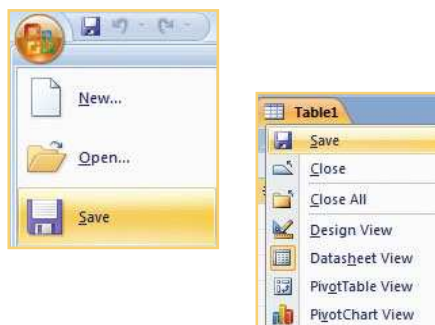 New...
Open...
Save
Table1
Save
Close
Close All
Design View
Datasheet View
PivotTable View
PivotChart View